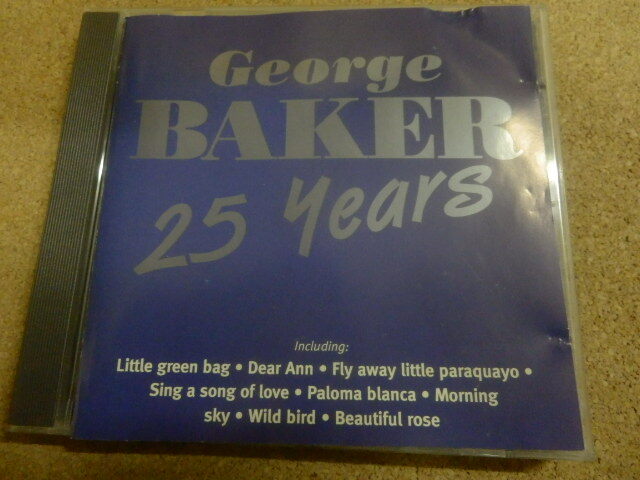 George
BAKER
25 Years
Including:
Little green bag • Dear Ann • Fly away little paraquayo •
Sing a song of love • Paloma blanca • Morning
sky • Wild bird • Beautiful rose